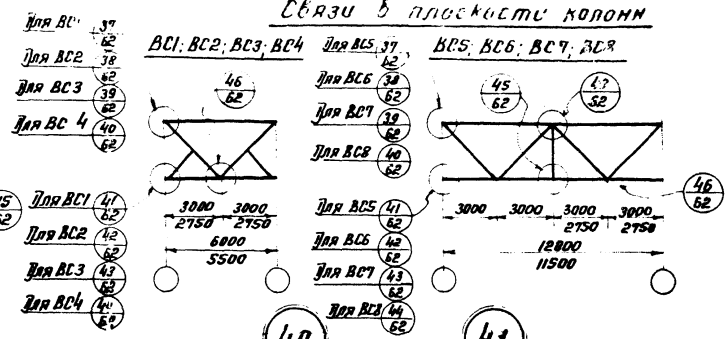 Связи в плоскости колонн
ВС1; ВС2; ВС3; ВС4
ВС5; ВС6; ВС7; ВС8
Для ВС1 37/62
Для ВС2 38/62
Для ВС3 39/62
Для ВС 4 40/62
46/62
Для ВС5 37/62
Для ВС6 38/62
Для ВС7 39/62
Для ВС8 40/62
45/62
46/62
Для ВС1 41/62
Для ВС2 42/62
Для ВС3 43/62
Для ВС4
3000 3000
2750 2750
6000
5500
Для ВС5 41/62
Для ВС6 42/62
Для ВС7 43/62
Для ВС8 44/62
3000 3000 3000 3000
2750 2750
12000
11500